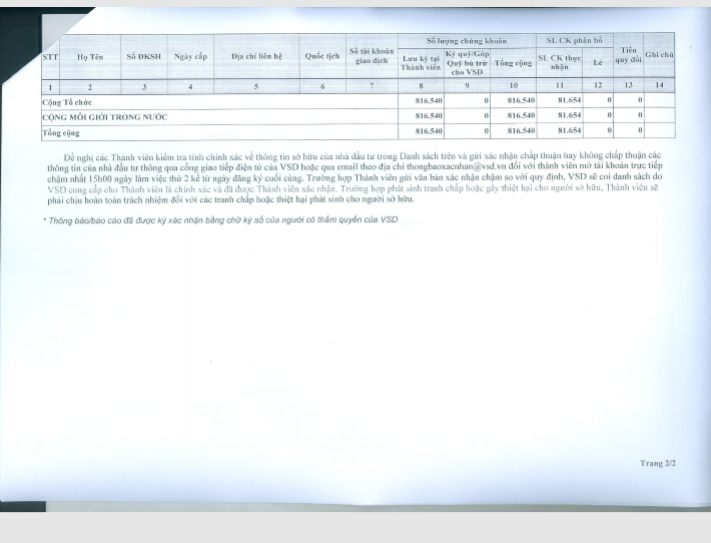 STT Họ Tên Số ĐKSH Ngày cấp Địa chỉ liên hệ Quốc tịch Số tài khoản giao dịch Số lượng chứng khoán SL CK phân bổ Tiền quy đổi Ghi chú
Lưu ký tại Thành viên Ký quỹ/Góp Quỹ bù trừ cho VSD Tổng cộng SL CK thực nhận Lẻ
1 2 3 4 5 6 7 8 9 10 11 12 13 14
Cộng Tổ chức 816.540 0 816.540 81.654 0 0
CỘNG MÔI GIỚI TRONG NƯỚC 816.540 0 816.540 81.654 0 0
Tổng cộng 816.540 0 816.540 81.654 0 0
Đề nghị các Thành viên kiểm tra tính chính xác về thông tin sở hữu của nhà đầu tư trong Danh sách trên và gửi xác nhận chấp thuận hay không chấp thuận các
thông tin của nhà đầu tư thông qua cổng giao tiếp điện tử của VSD hoặc qua email theo địa chỉ thongbaoxacnhan@vsd.vn đối với thành viên mở tài khoản trực tiếp
chậm nhất 15h00 ngày làm việc thứ 2 kể từ ngày đăng ký cuối cùng. Trường hợp Thành viên gửi văn bản xác nhận chậm so với quy định, VSD sẽ coi danh sách do
VSD cung cấp cho Thành viên là chính xác và đã được Thành viên xác nhận. Trường hợp phát sinh tranh chấp hoặc gây thiệt hại cho người sở hữu, Thành viên sẽ
phải chịu hoàn toàn trách nhiệm đối với các tranh chấp hoặc thiệt hại phát sinh cho người sở hữu.
* Thông báo/báo cáo đã được ký xác nhận bằng chữ ký số của người có thẩm quyền của VSD
Trang 2/2